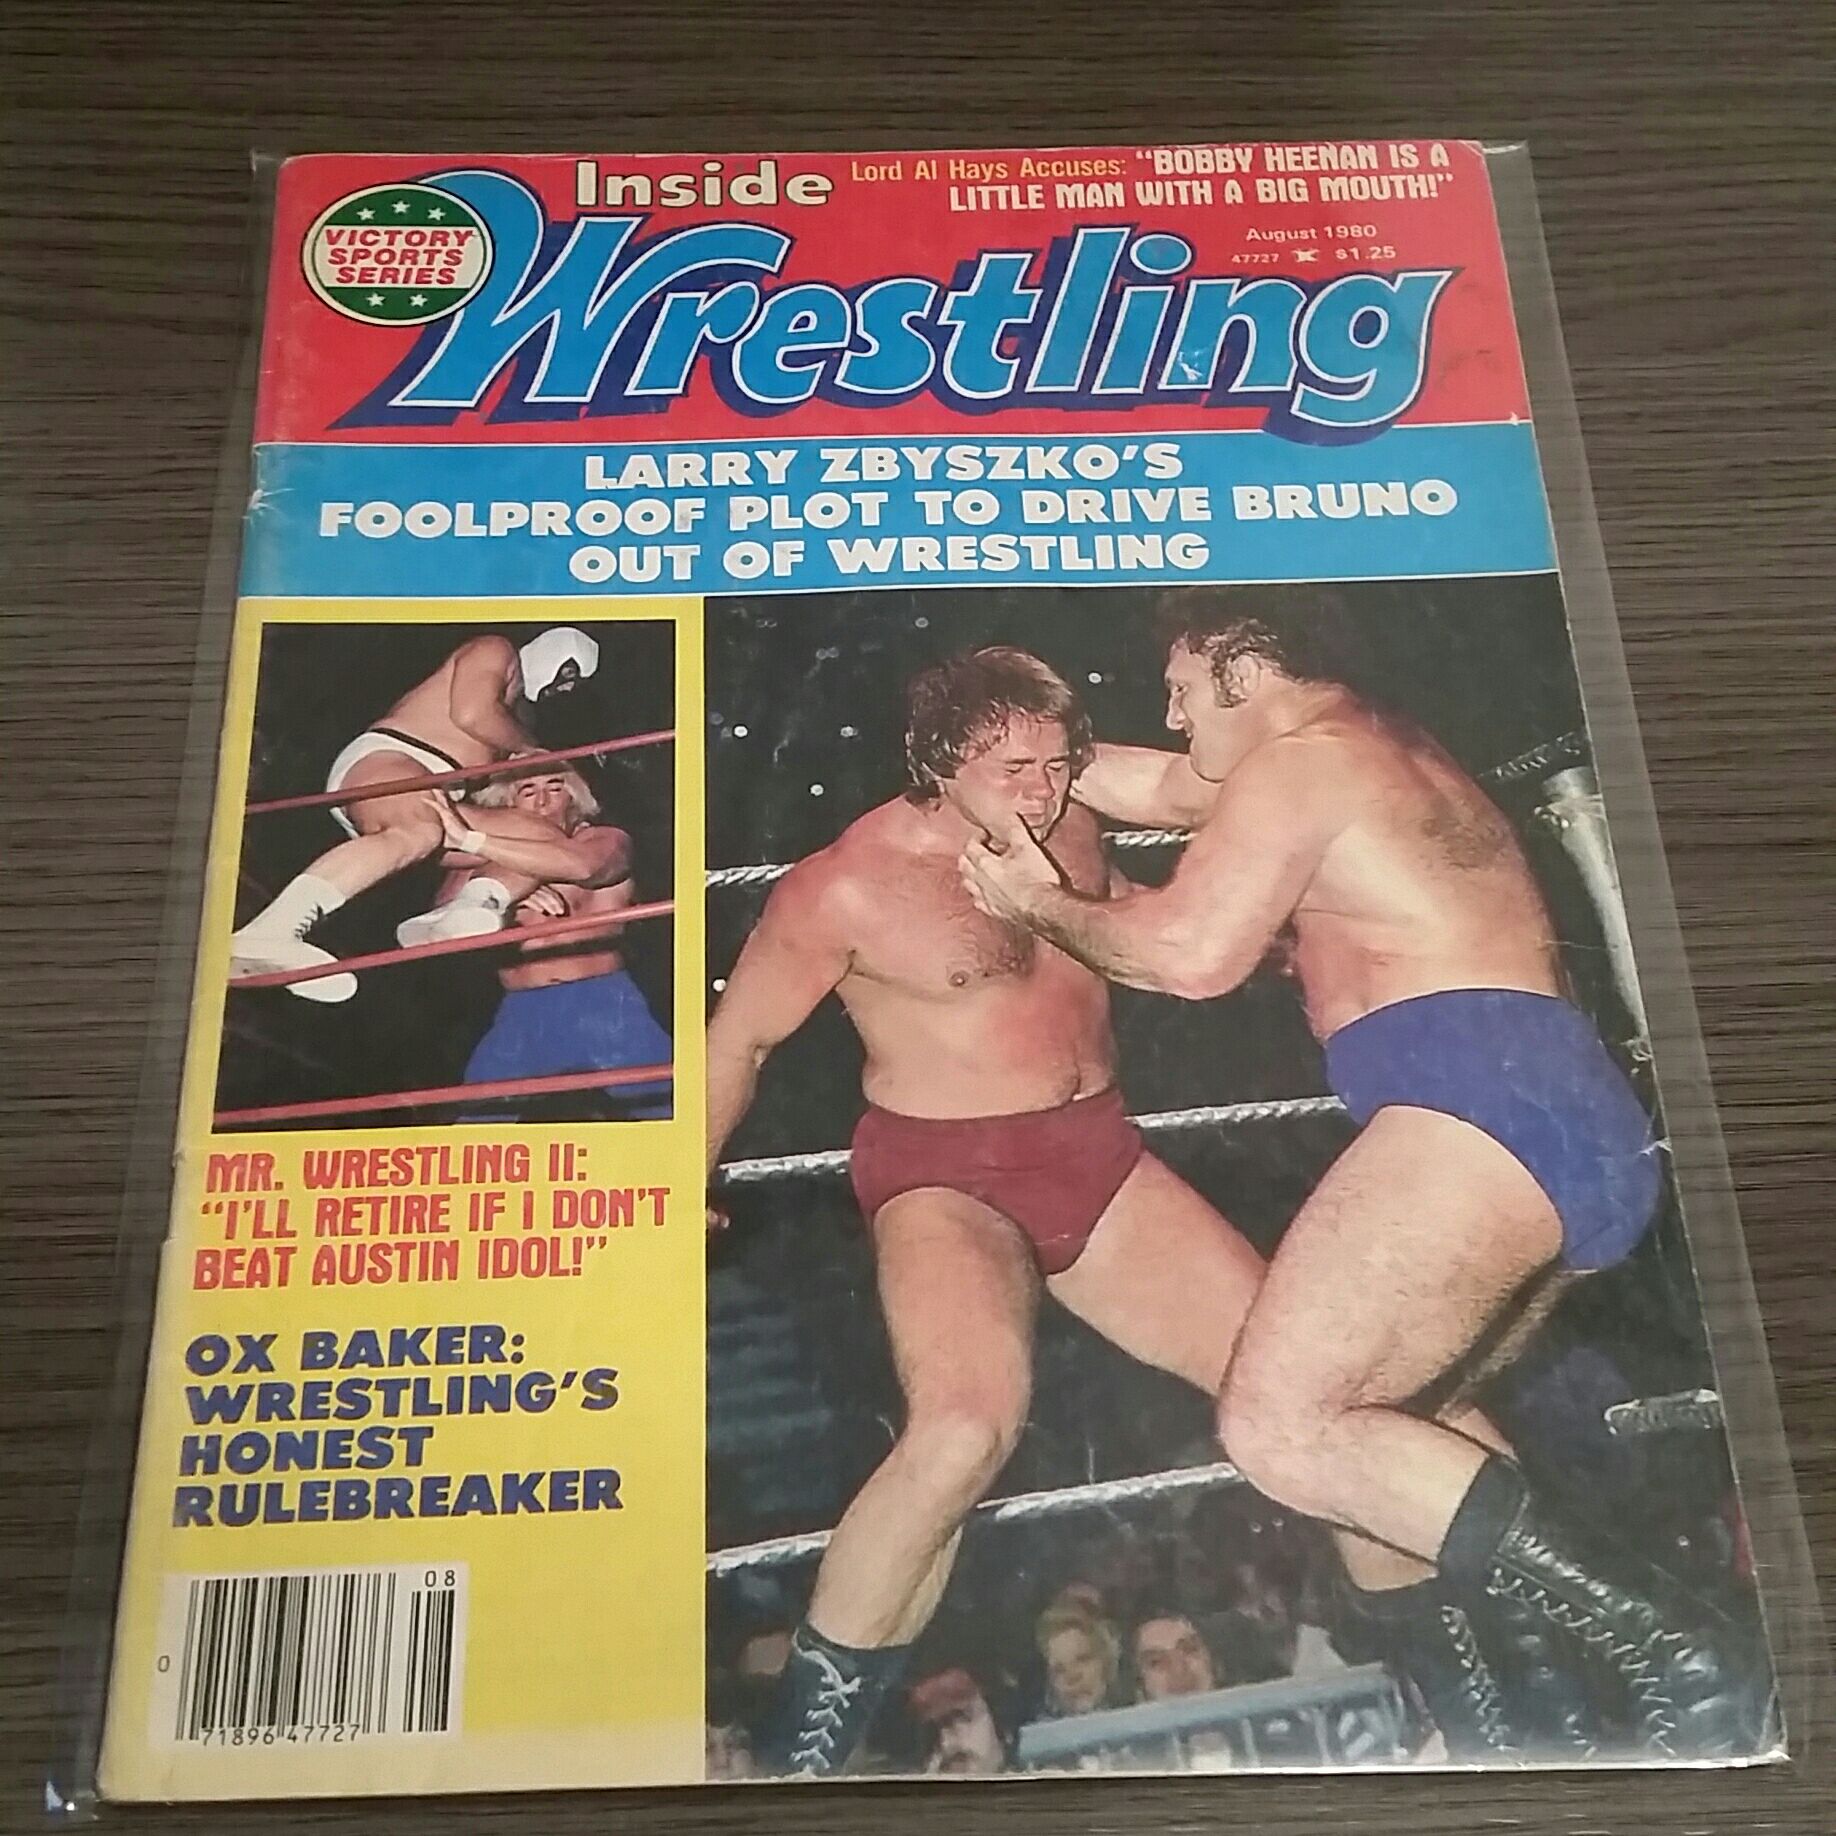 Inside
Lord Al Hays Accuses: "BOBBY HEENAN IS A
LITTLE MAN WITH A BIG MOUTH!"
VICTORY
SPORTS
SERIES
August 1980
47727 $1.25
Wrestling
LARRY ZBYSZKO'S
FOOLPROOF PLOT TO DRIVE BRUNO
OUT OF WRESTLING
MR. WRESTLING II:
"I'LL RETIRE IF I DON'T
BEAT AUSTIN IDOL!"
OX BAKER:
WRESTLING'S
HONEST
RULEBREAKER
08
0 71896 47727